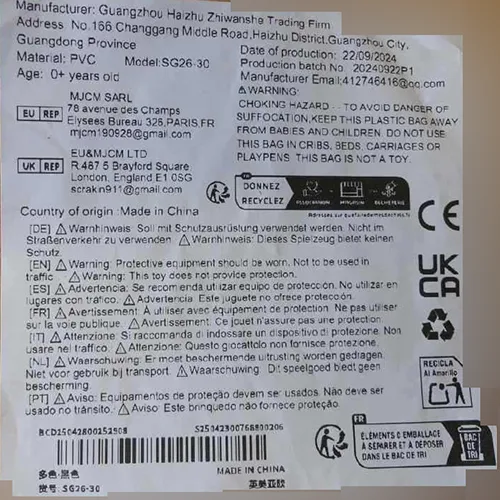 Manufacturer: Guangzhou Haizhu Zhiwanshe Trading Firm
Address: No.166 Changgang Middle Road,Haizhu District,Guangzhou City,
Guangdong Province
Material: PVC Model:SG26-30
Age: 0+ years old
Date of production: 22/09/2024
Production batch No.: 20240922P1
Manufacturer Email:412746416@qq.com
⚠WARNING:
CHOKING HAZARD -- TO AVOID DANGER OF
SUFFOCATION,KEEP THIS PLASTIC BAG AWAY
FROM BABIES AND CHILDREN. DO NOT USE
THIS BAG IN CRIBS, BEDS, CARRIAGES OR
PLAYPENS. THIS BAG IS NOT A TOY.
EU REP
MJCM SARL
78 avenue des Champs
Elysees Bureau 326,PARIS,FR
mjcm190928@gmail.com
UK REP
EU&MJCM LTD
R.487 5 Brayford Square
London, England E1 0SG
scrakin911@gmail.com
FR
DONNEZ
RECYCLEZ
ASSOCIATION
MAGASIN
DÉCHÈTERIE
Country of origin :Made in China
[DE] ⚠Warnhinweis: Soll mit Schutzausrüstung verwendet werden. Nicht im
Straßenverkehr zu verwenden ⚠Warnhinweis: Dieses Spielzeug bietet keinen
Schutz.
[EN] ⚠Warning: Protective equipment should be worn. Not to be used in
traffic ⚠Warning: This toy does not provide protection.
[ES] ⚠Advertencia: Se recomienda utilizar equipo de protección. No utilizar en
lugares con tráfico. ⚠Advertencia: Este juguete no ofrece protección.
[FR] ⚠Avertissement: À utiliser avec équipement de protection. Ne pas utiliser
sur la voie publique. ⚠Avertissement: Ce jouet n'assure pas une protection.
[IT] ⚠Attenzione: Si raccomanda di indossare un dispositivo di protezione. Non
usare nel traffico. ⚠Attenzione: Questo giocattolo non fornisce protezione.
[NL] ⚠Waarschuwing: Er moet beschermende uitrusting worden gedragen.
Niet voor gebruik bij transport. ⚠Waarschuwing: Dit speelgoed biedt geen
bescherming.
[PT] ⚠Aviso: Equipamentos de proteção devem ser usados. Não deve ser
usado no trânsito. ⚠Aviso: Este brinquedo não fornece proteção.
CE
UK
CA
RECICLA
Al Amarillo
BCD25042800252508
S25042300768800206
MADE IN CHINA
多色-黑色
货号: SG26-30
英美亚欧
FR
ÉLÉMENTS D'EMBALLAGE
À SÉPARER ET À DÉPOSER
DANS LE BAC DE TRI
BAC
DE TRI